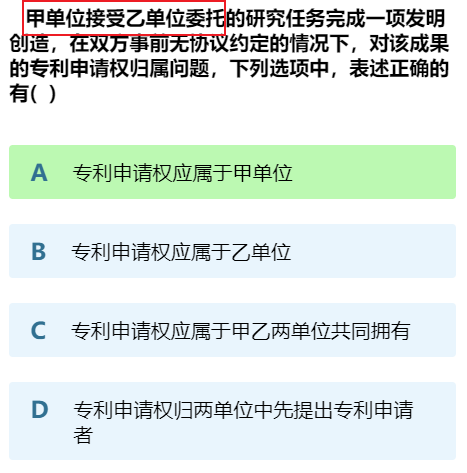 甲单位接受乙单位委托的研究任务完成一项发明
创造，在双方事前无协议约定的情况下，对该成果
的专利申请权归属问题，下列选项中，表述正确的
有( )
A 专利申请权应属于甲单位
B 专利申请权应属于乙单位
C 专利申请权应属于甲乙两单位共同拥有
D 专利申请权归两单位中先提出专利申请
者